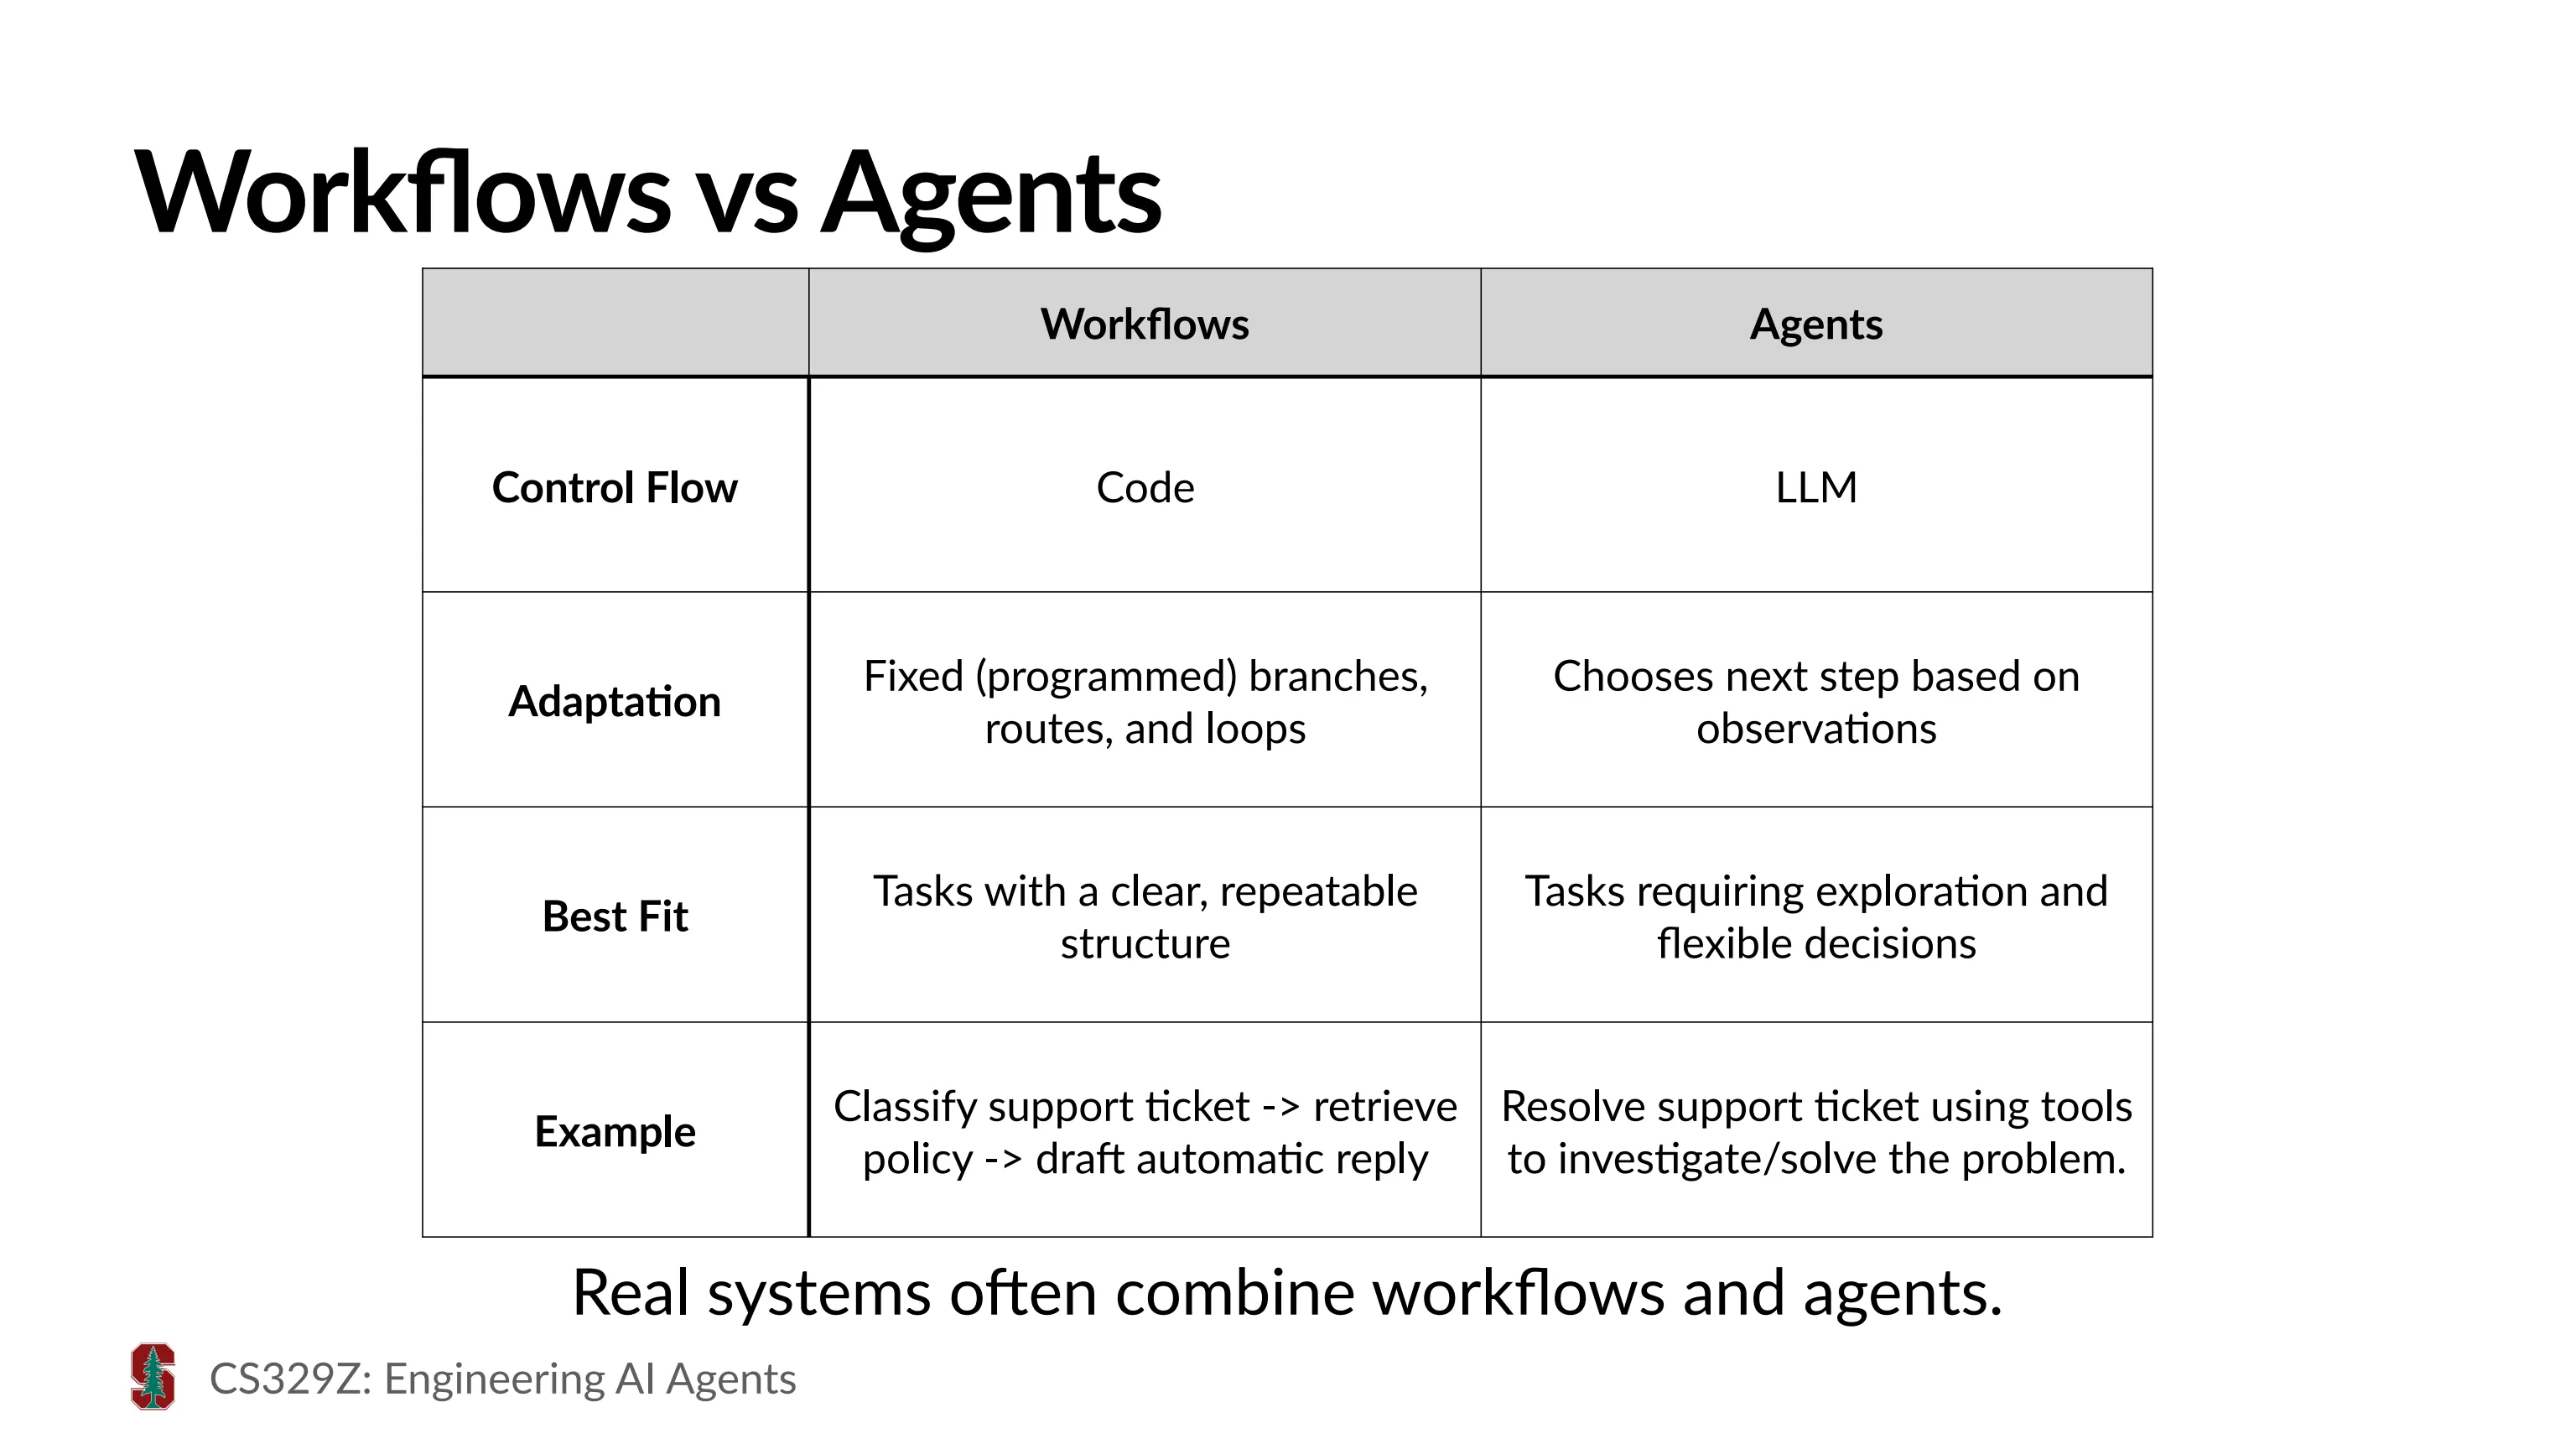 Workflows vs Agents
Workflows
Agents
Control Flow
Code
LLM
Adaptation
Fixed (programmed) branches,
routes, and loops
Chooses next step based on
observations
Best Fit
Tasks with a clear, repeatable
structure
Tasks requiring exploration and
flexible decisions
Example
Classify support ticket -> retrieve
policy -> draft automatic reply
Resolve support ticket using tools
to investigate/solve the problem.
Real systems often combine workflows and agents.
CS329Z: Engineering AI Agents